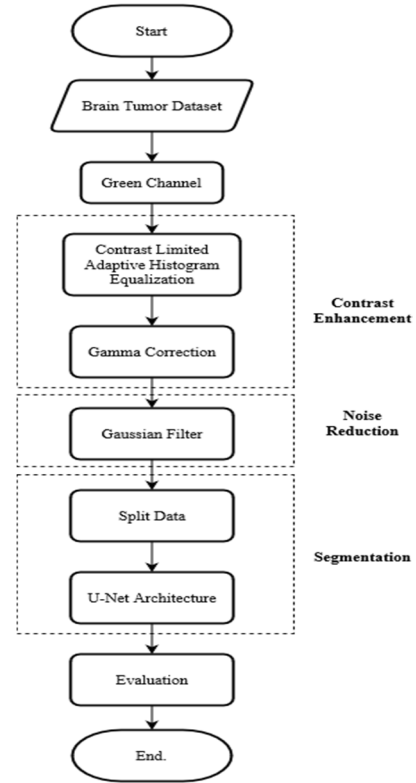 Start
Brain Tumor Dataset
Green Channel
Contrast Limited
Adaptive Histogram
Equalization
Contrast
Enhancement
Gamma Correction
Noise
Reduction
Gaussian Filter
Split Data
Segmentation
U-Net Architecture
Evaluation
End.